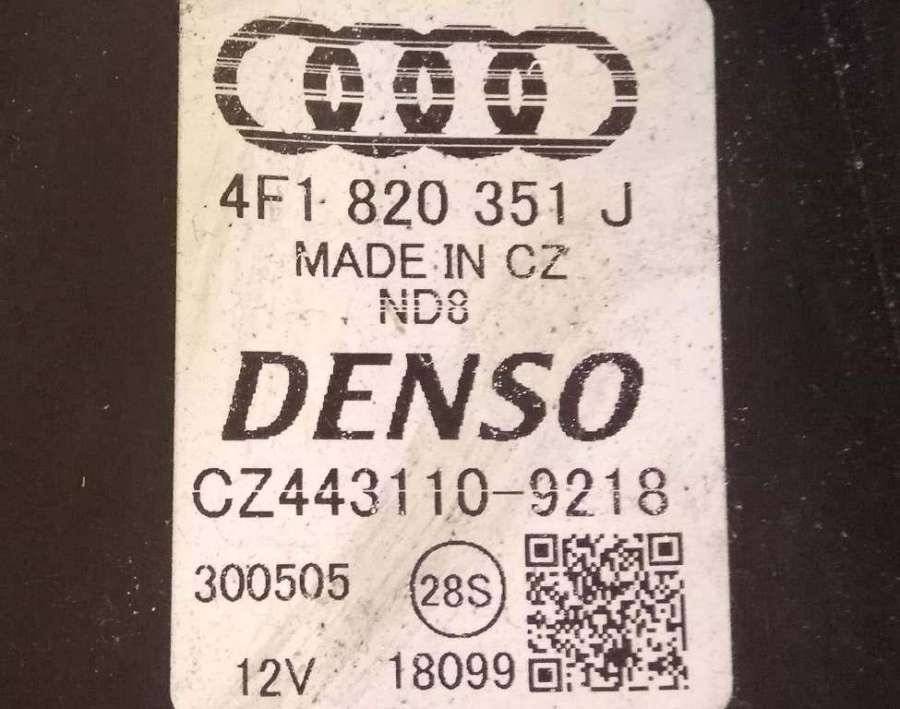 4F1 820 351 J
MADE IN CZ
ND8
DENSO
CZ443110-9218
300505
28S
12V
18099